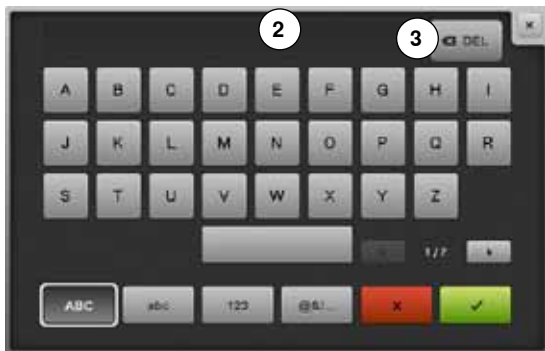 2 3 DEL ×
A B C D E F G H I
J K L M N O P Q R
S T U V W X Y Z
1/7
ABC abc 123 @&!... × ✓